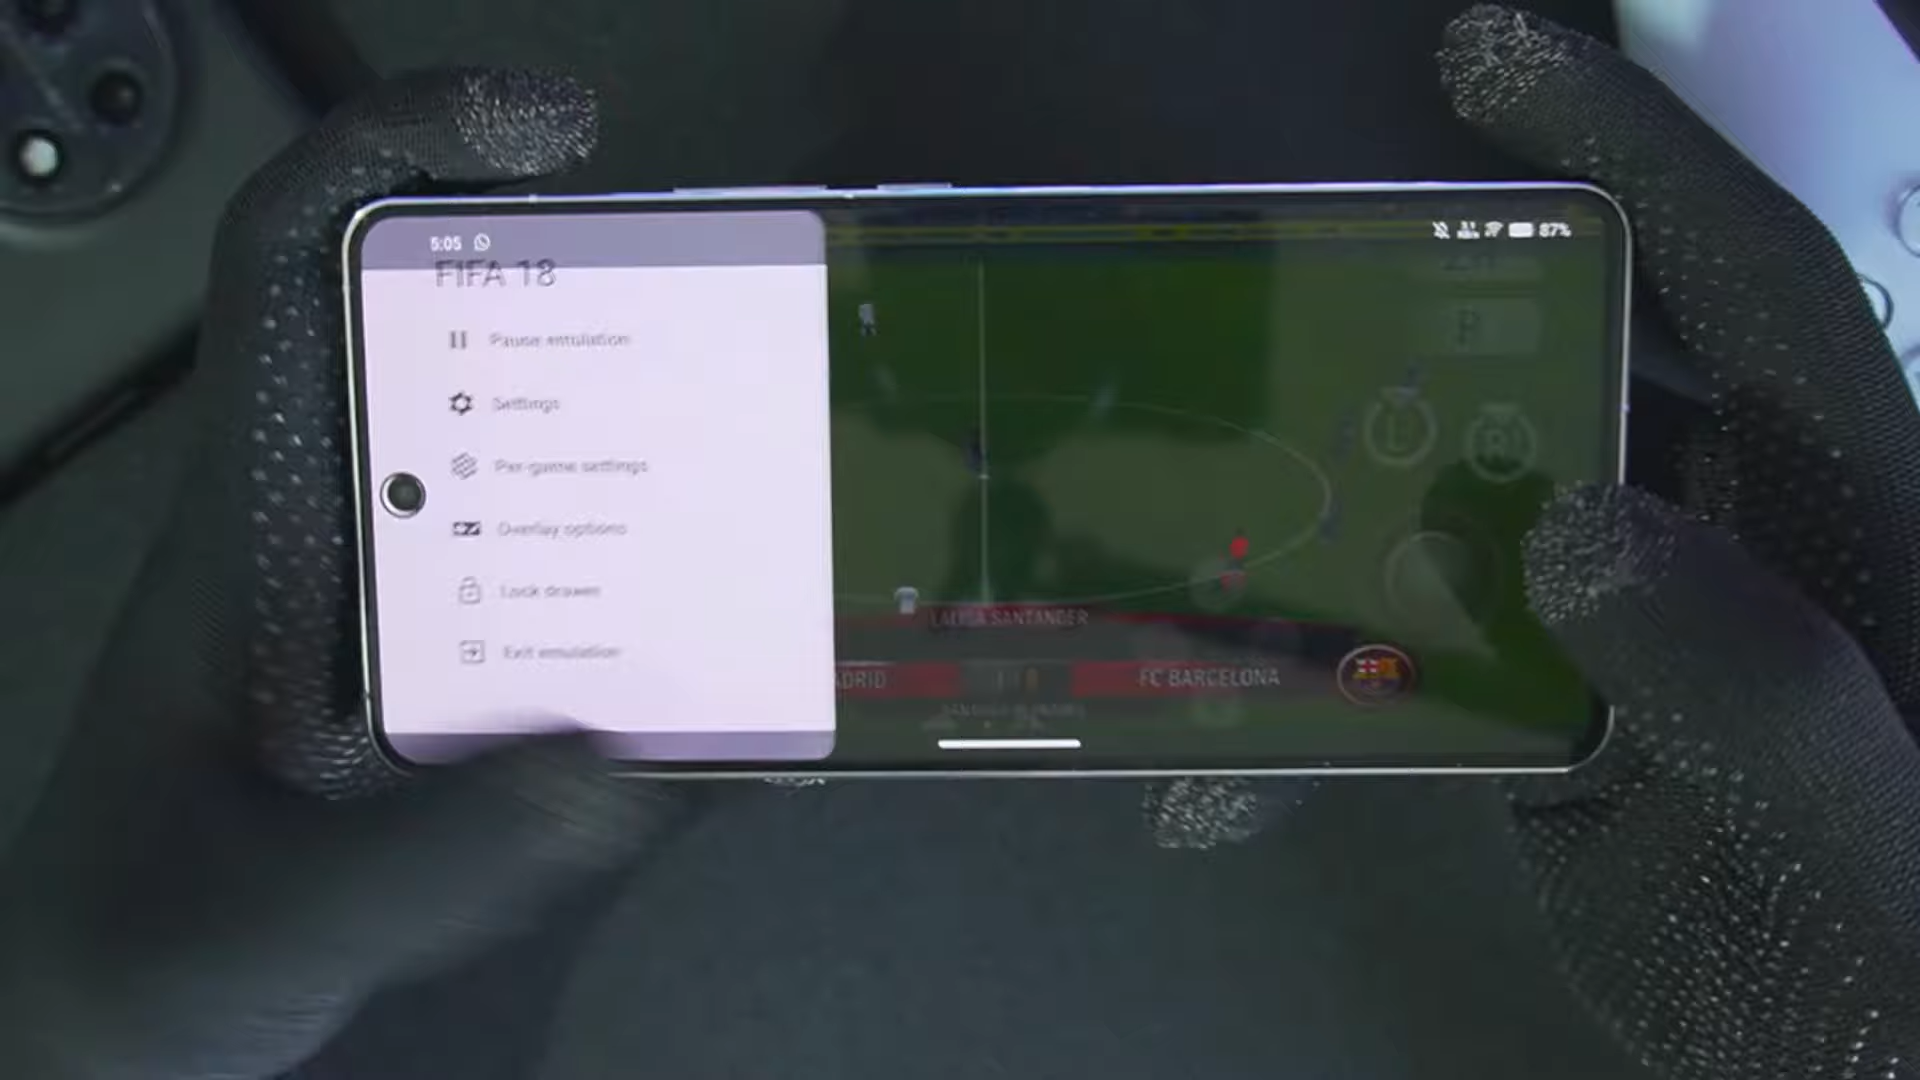 5:05
87%
FIFA 18
Pause emulation
Settings
Per-game settings
Overlay options
Lock drawer
Exit emulation
R
L
R
LALIGA SANTANDER
ADRID
FC BARCELONA